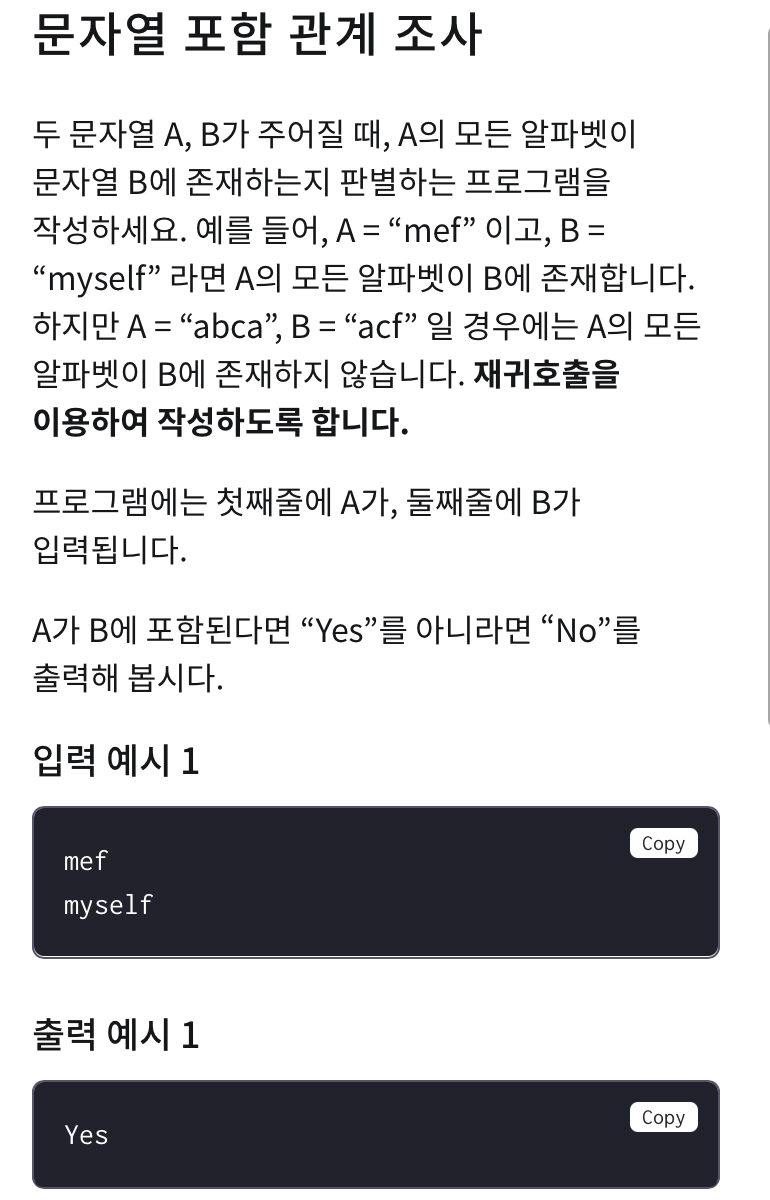 문자열 포함 관계 조사
두 문자열 A, B가 주어질 때, A의 모든 알파벳이
문자열 B에 존재하는지 판별하는 프로그램을
작성하세요. 예를 들어, A = “mef” 이고, B =
“myself” 라면 A의 모든 알파벳이 B에 존재합니다.
하지만 A = “abca”, B = “acf” 일 경우에는 A의 모든
알파벳이 B에 존재하지 않습니다. 재귀호출을
이용하여 작성하도록 합니다.
프로그램에는 첫째줄에 A가, 둘째줄에 B가
입력됩니다.
A가 B에 포함된다면 “Yes”를 아니라면 “No”를
출력해 봅시다.
입력 예시 1
Copy
mef
myself
출력 예시 1
Copy
Yes